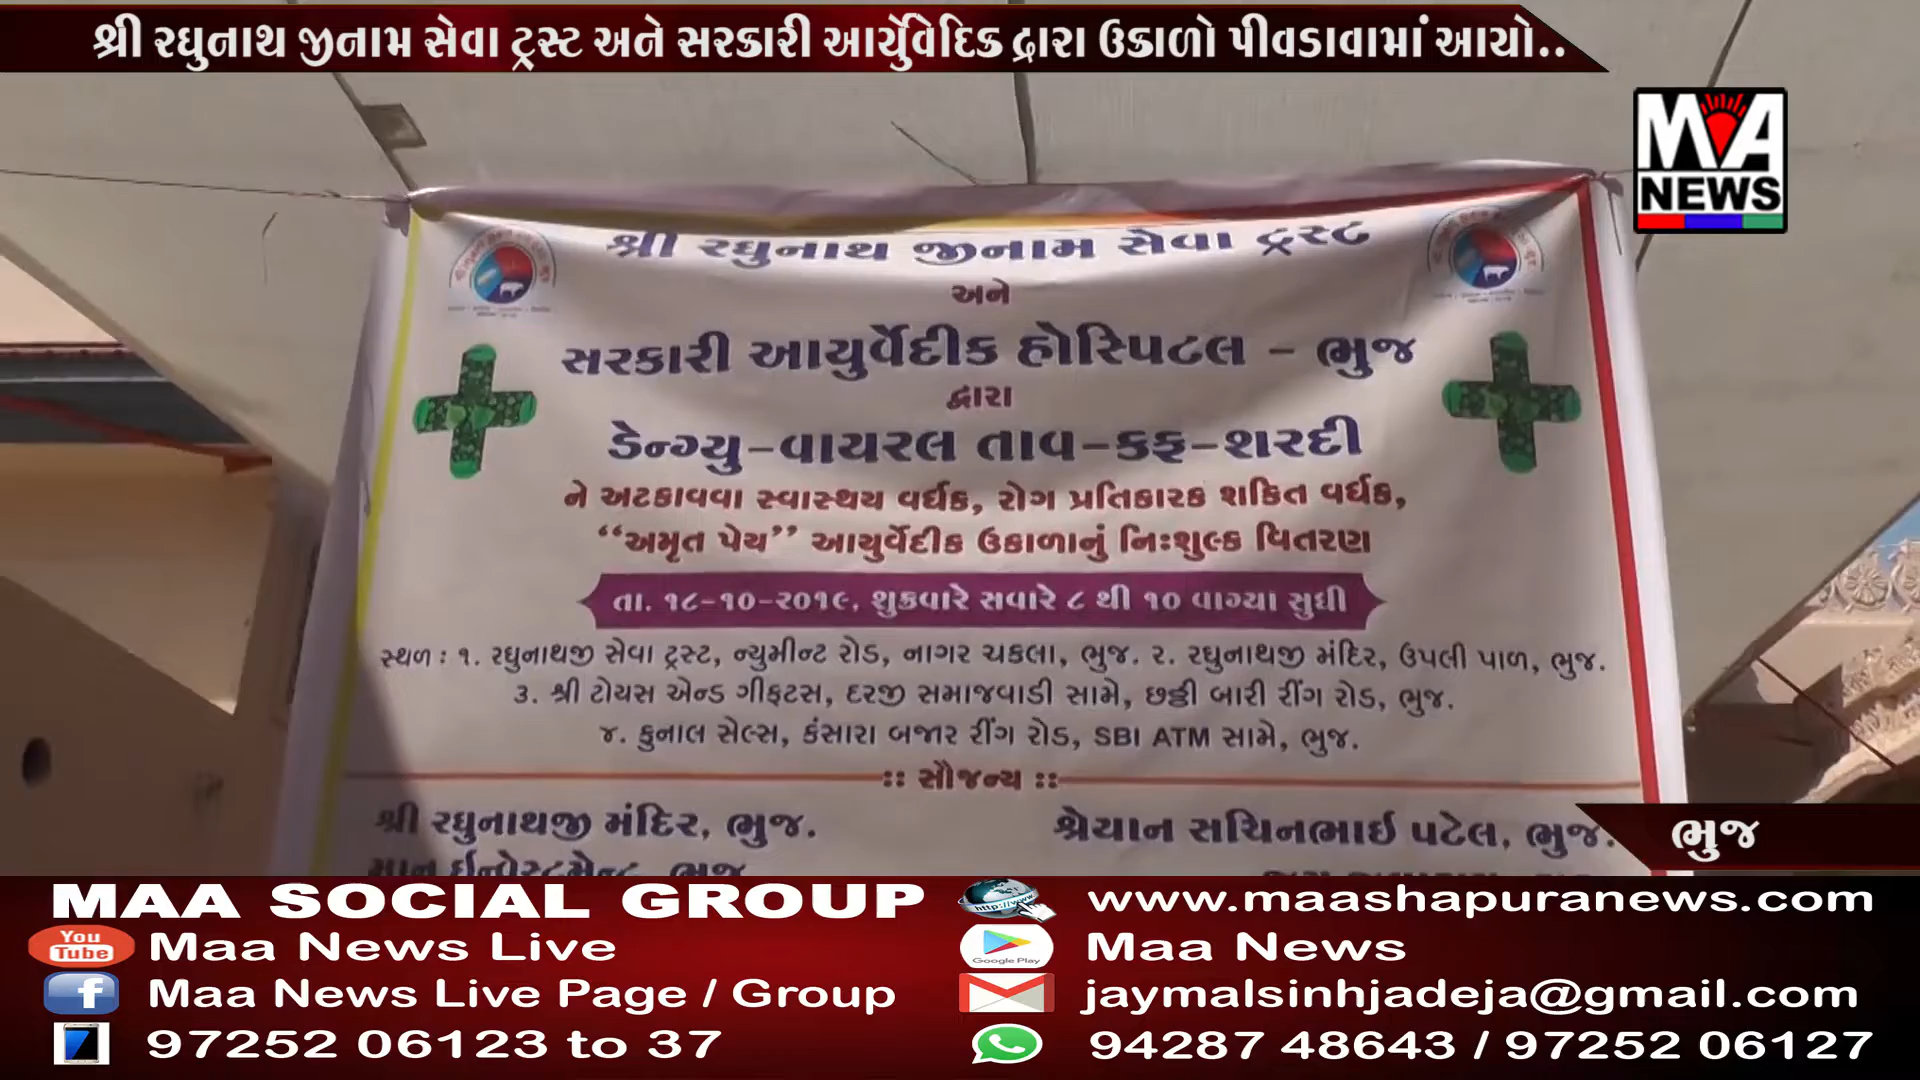 શ્રી રઘુનાથ જીનામ સેવા ટ્રસ્ટ અને સરકારી આર્યુવેદિક દ્વારા ઉકાળો પીવડાવામાં આયો..
MAA
NEWS
શ્રી રઘુનાથ જીનામ સેવા ટ્રસ્ટ
અને
સરકારી આયુર્વેદીક હોસ્પિટલ - ભુજ
દ્વારા
ડેન્ગ્યુ-વાયરલ તાવ-કફ-શરદી
ને અટકાવવા સ્વાસ્થય વર્ધક, રોગ પ્રતિકારક શકિત વર્ધક,
“અમૃત પેય” આયુર્વેદીક ઉકાળાનું નિઃશુલ્ક વિતરણ
તા. ૧૮-૧૦-૨૦૧૯, શુક્રવારે સવારે ૮ થી ૧૦ વાગ્યા સુધી
સ્થળ : ૧. રઘુનાથજી સેવા ટ્રસ્ટ, ન્યુમીન્ટ રોડ, નાગર ચકલા, ભુજ. ૨. રઘુનાથજી મંદિર, ઉપલી પાળ, ભુજ.
૩. શ્રી ટોયસ એન્ડ ગીફટસ, દરજી સમાજવાડી સામે, છઠ્ઠી બારી રીંગ રોડ, ભુજ.
૪. કુનાલ સેલ્સ, કંસારા બજાર રીંગ રોડ, SBI ATM સામે, ભુજ.
:: સૌજન્ય ::
શ્રી રઘુનાથજી મંદિર, ભુજ.
શ્રેયાન સચિનભાઇ પટેલ, ભુજ.
ભુજ
MAA SOCIAL GROUP
http://www
www.maashapuranews.com
You Tube
Maa News Live
Google Play
Maa News
Maa News Live Page / Group
jaymalsinhjadeja@gmail.com
97252 06123 to 37
94287 48643 / 97252 06127